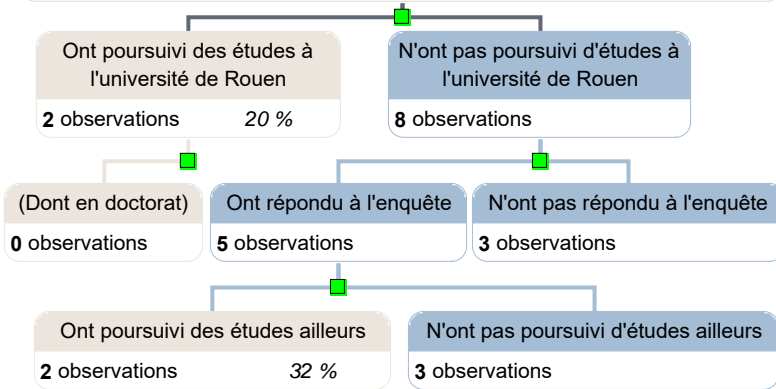 Ont poursuivi des études à
l'université de Rouen
2 observations 20 %
N'ont pas poursuivi d'études à
l'université de Rouen
8 observations
(Dont en doctorat)
0 observations
Ont répondu à l'enquête
5 observations
N'ont pas répondu à l'enquête
3 observations
Ont poursuivi des études ailleurs
2 observations 32 %
N'ont pas poursuivi d'études ailleurs
3 observations